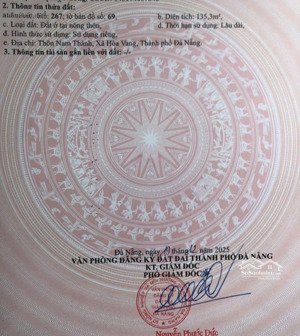 2. Thông tin thửa đất:
267; tờ bản đồ số: 69, b. Diện tích: 135,3m².
c. Loại đất: Đất ở tại nông thôn, d. Thời hạn sử dụng: Lâu dài,
đ. Hình thức sử dụng: Sử dụng riêng,
e. Địa chỉ: Thôn Nam Thành, Xã Hòa Vang, Thành phố Đà Nẵng.
3. Thông tin tài sản gắn liền với đất: -/-
Đà Nẵng, ngày tháng 12 năm 2025
VĂN PHÒNG ĐĂNG KÝ ĐẤT ĐAI THÀNH PHỐ ĐÀ NẴNG
KT. GIÁM ĐỐC
PHÓ GIÁM ĐỐC
Nguyễn Phước Đức